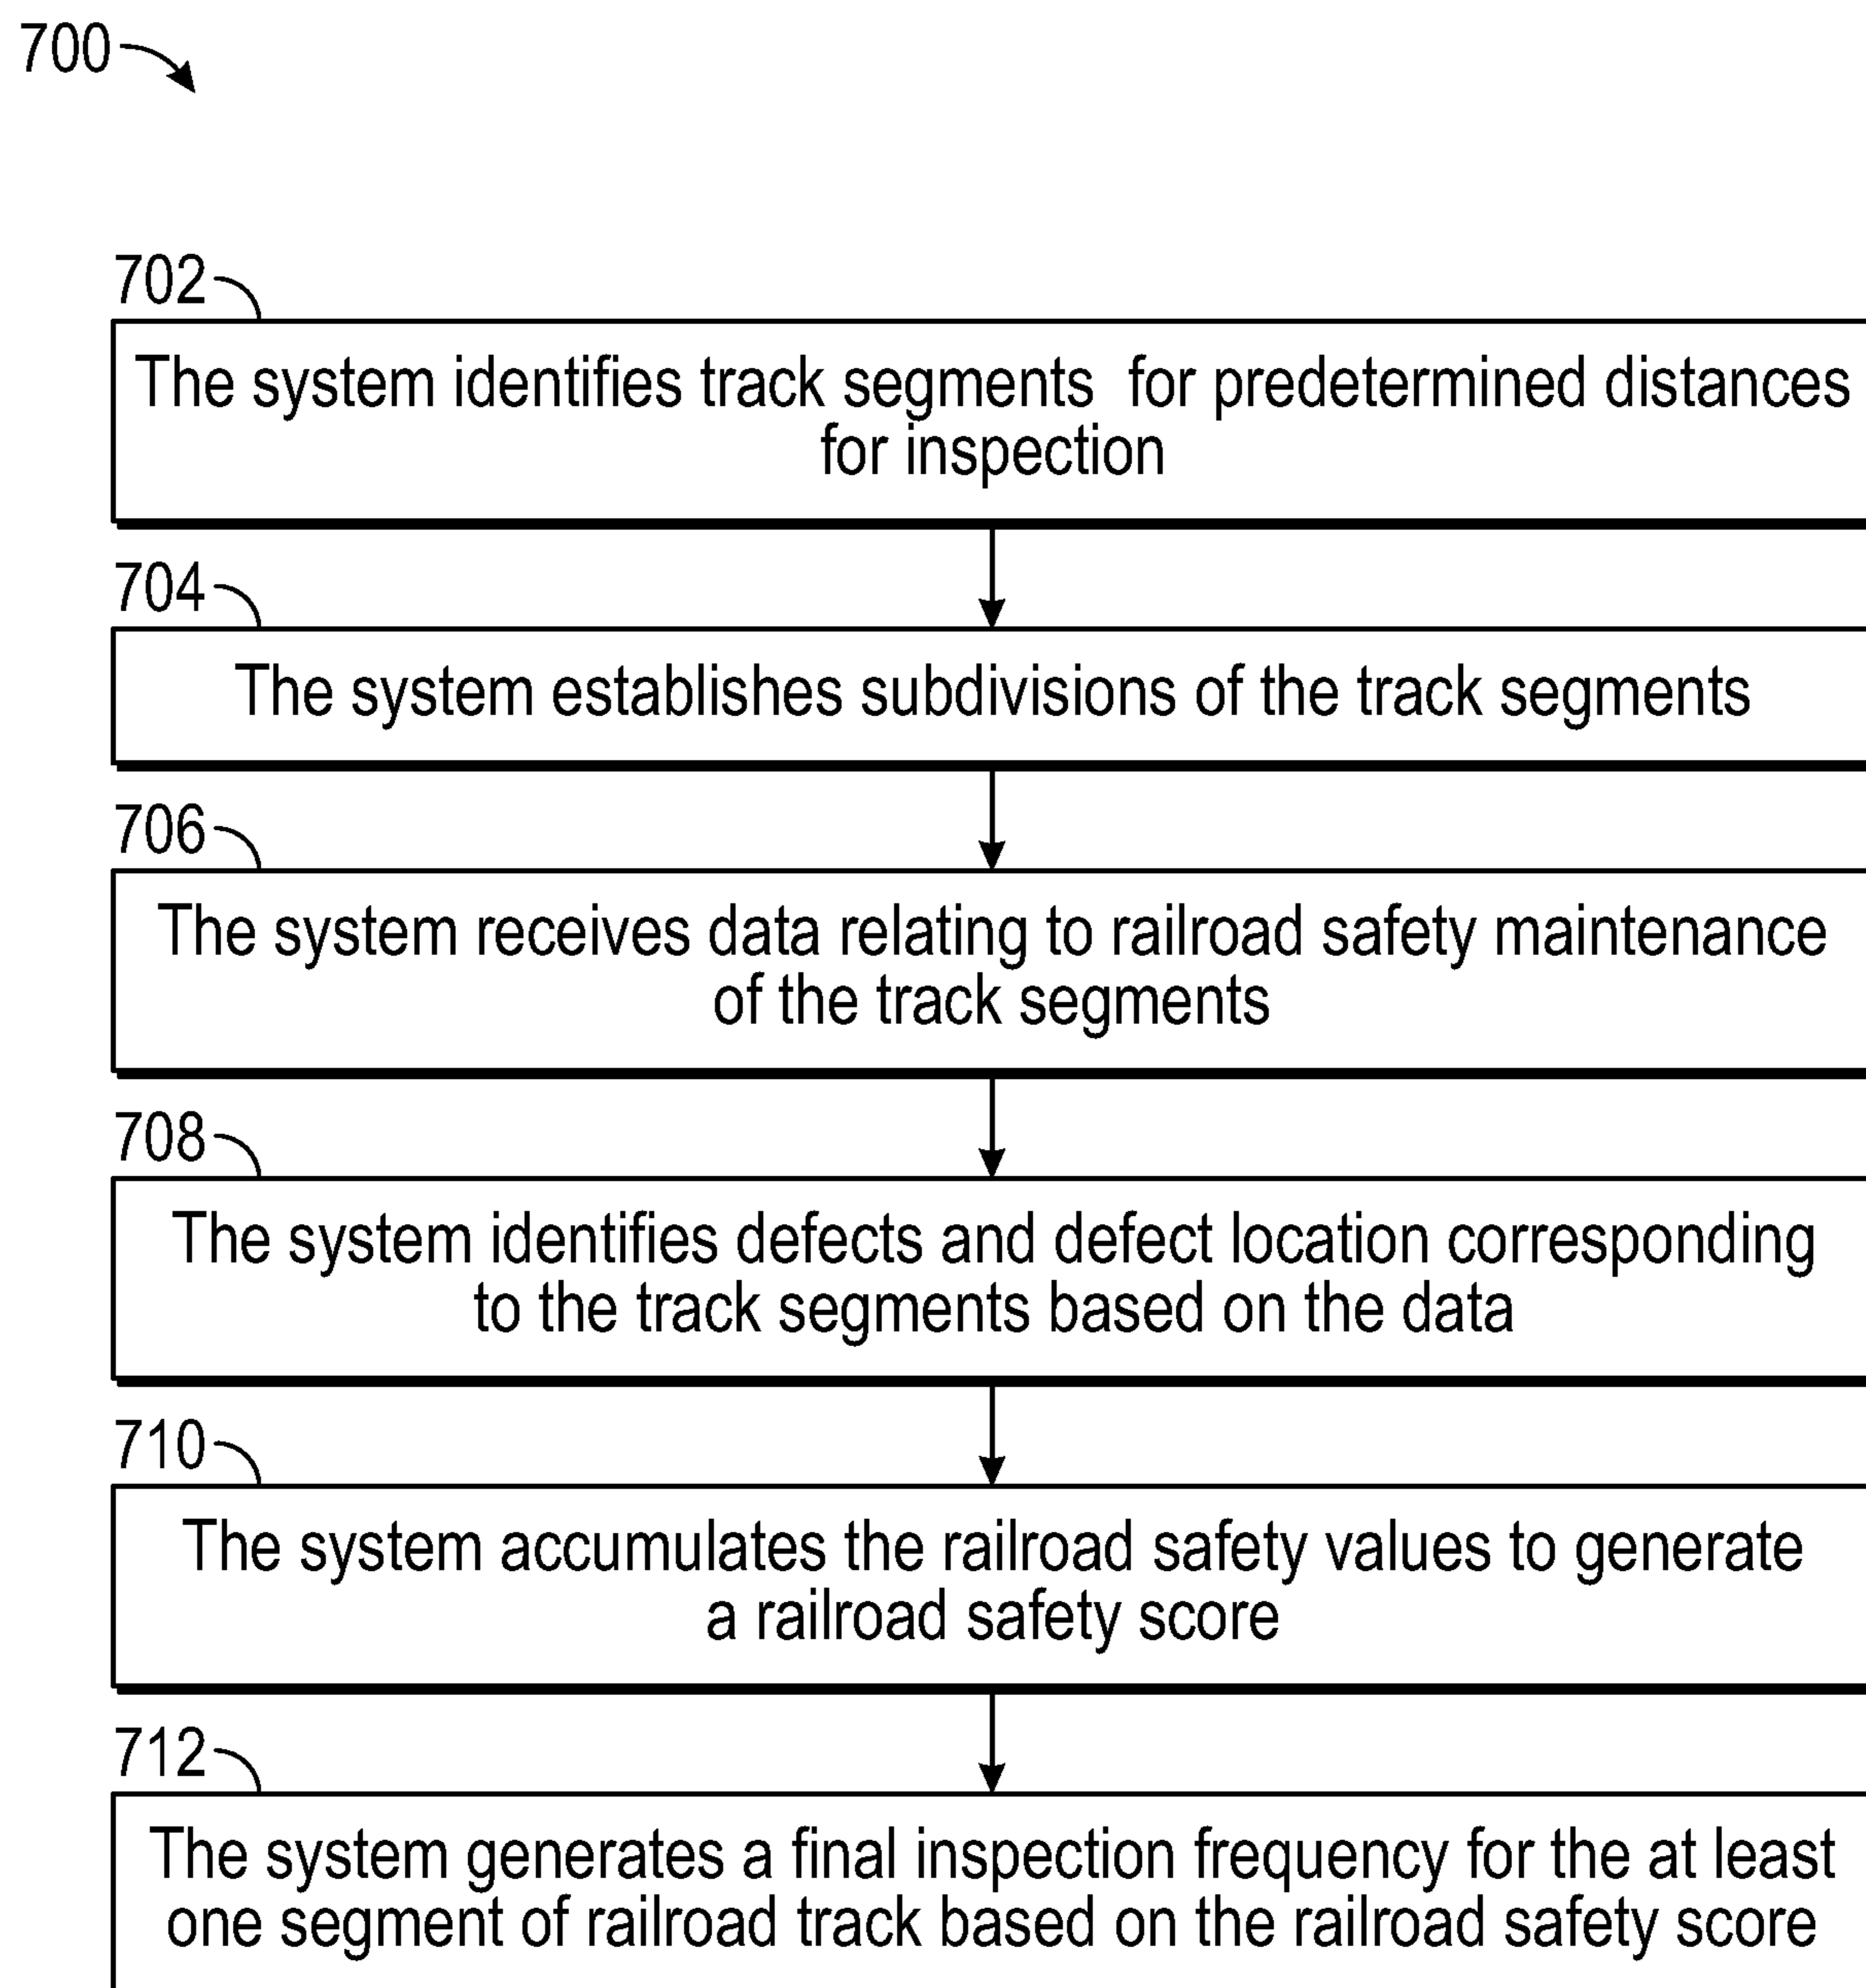 700
702
The system identifies track segments for predetermined distances
for inspection
704
The system establishes subdivisions of the track segments
706
The system receives data relating to railroad safety maintenance
of the track segments
708
The system identifies defects and defect location corresponding
to the track segments based on the data
710
The system accumulates the railroad safety values to generate
a railroad safety score
712
The system generates a final inspection frequency for the at least
one segment of railroad track based on the railroad safety score